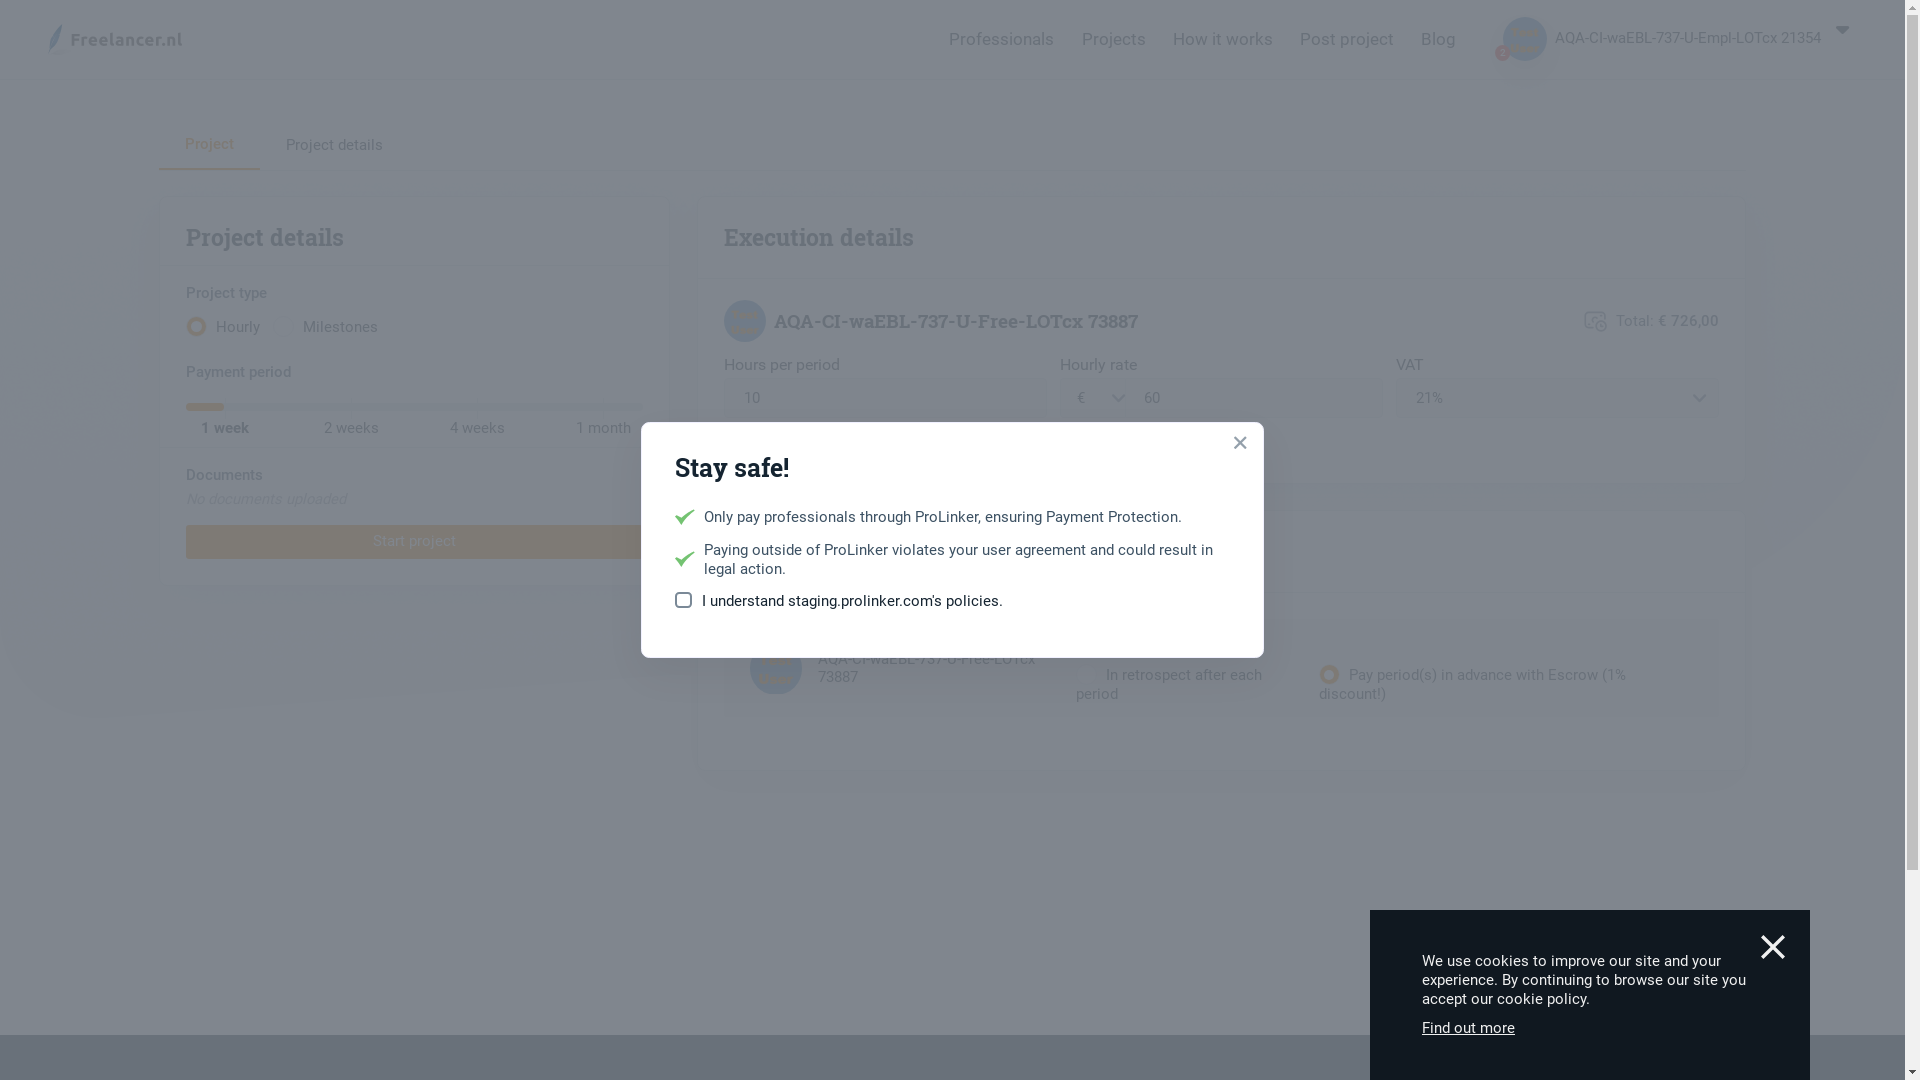 Freelancer.nl
Professionals
Projects
How it works
Post project
Blog
2
AQA-CI-waEBL-737-U-Empl-LOTcx 21354
Project
Project details
Project details
Project type
Hourly
Milestones
Payment period
1 week
2 weeks
4 weeks
1 month
Documents
No documents uploaded
Start project
Execution details
AQA-CI-waEBL-737-U-Free-LOTcx 73887
Total: € 726,00
Hours per period
Hourly rate
VAT
10
€
60
21%
Stay safe!
Only pay professionals through ProLinker, ensuring Payment Protection.
Paying outside of ProLinker violates your user agreement and could result in
legal action.
I understand staging.prolinker.com's policies.
AQA-CI-waEBL-737-U-Free-LOTcx
73887
In retrospect after each
period
Pay period(s) in advance with Escrow (1%
discount!)
We use cookies to improve our site and your
experience. By continuing to browse our site you
accept our cookie policy.
Find out more